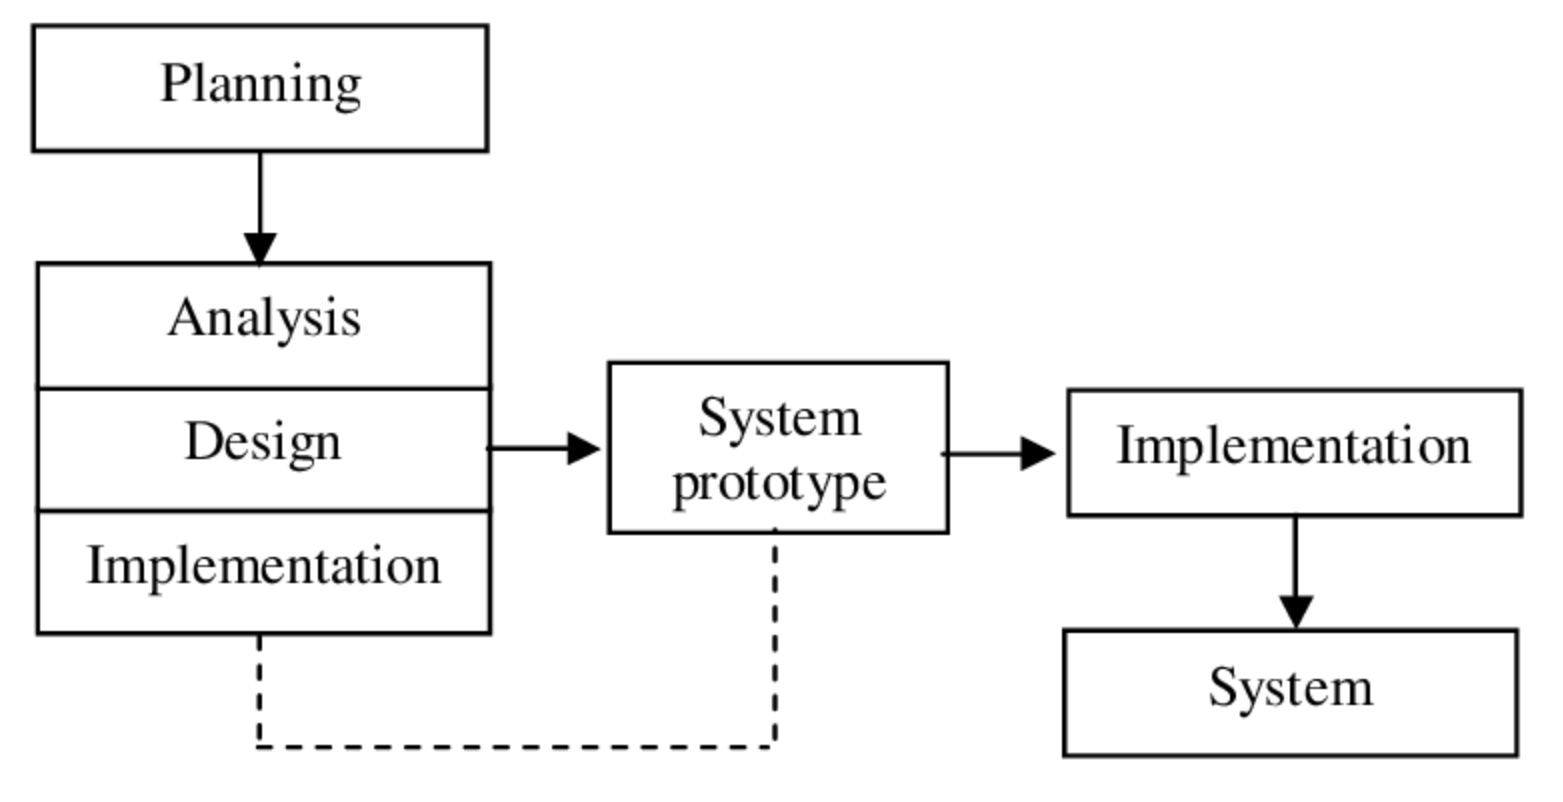 Planning
Analysis
Design
Implementation
System
prototype
Implementation
System